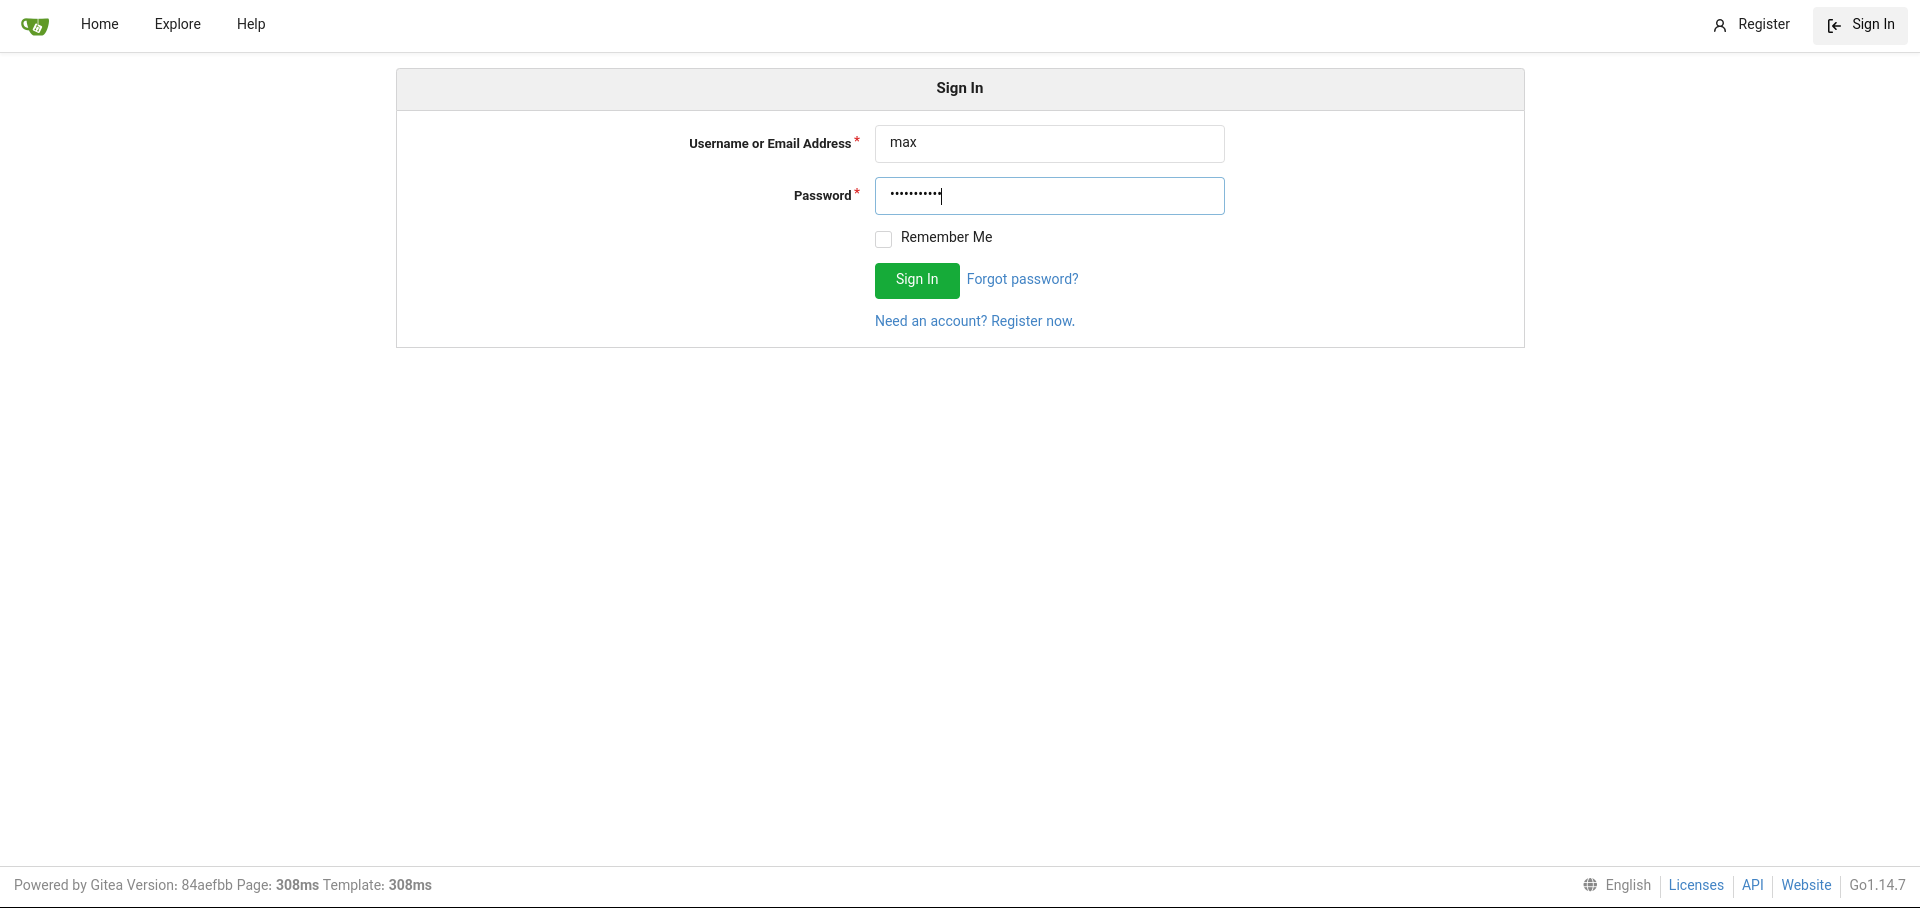 Home Explore Help Register Sign In
Sign In
Username or Email Address * max
Password * •••••••••••
Remember Me
Sign In Forgot password?
Need an account? Register now.
Powered by Gitea Version: 84aefbb Page: 308ms Template: 308ms English Licenses API Website Go1.14.7